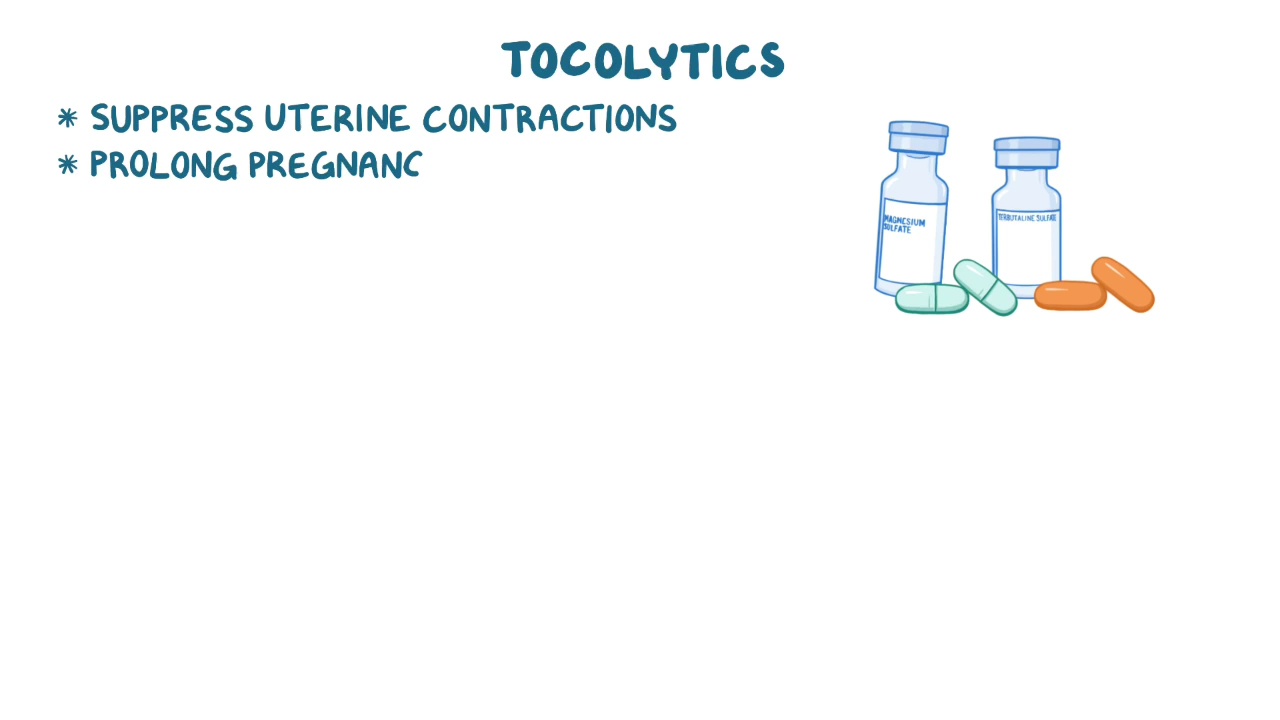 TOCOLYTICS
* SUPPRESS UTERINE CONTRACTIONS
* PROLONG PREGNANC
MAGNESIUM
SULFATE
TERBUTALINE SULFATE